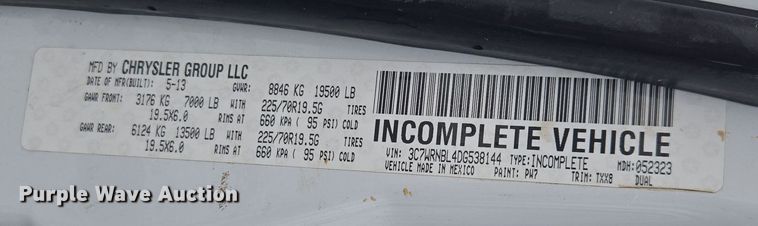 MFD BY CHRYSLER GROUP LLC
DATE OF MFR(BUILT): 5-13 GVWR: 8846 KG 19500 LB
GAWR FRONT: 3176 KG 7000 LB WITH 225/70R19.5G TIRES
19.5X6.0 RIMS AT 660 KPA ( 95 PSI) COLD
GAWR REAR: 6124 KG 13500 LB WITH 225/70R19.5G TIRES
19.5X6.0 RIMS AT 660 KPA ( 95 PSI) COLD
INCOMPLETE VEHICLE
VIN: 3C7WRNBL4DG538144 TYPE:INCOMPLETE MDH:052323
VEHICLE MADE IN MEXICO PAINT: PW7 TRIM: TXX8 DUAL
Purple Wave Auction